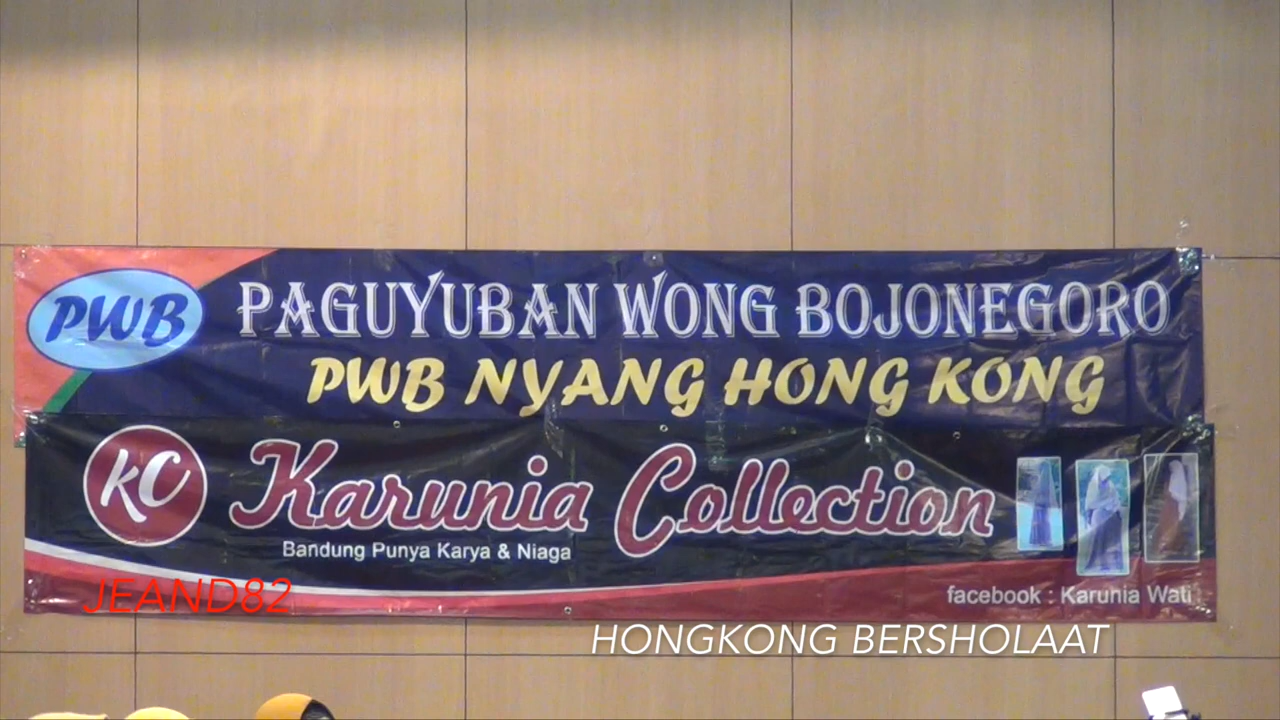 PWB
PAGUYUBAN WONG BOJONEGORO
PWB NYANG HONG KONG
KC
Karunia Collection
Bandung Punya Karya & Niaga
JEAND82
facebook : Karunia Wati
HONGKONG BERSHOLAAT